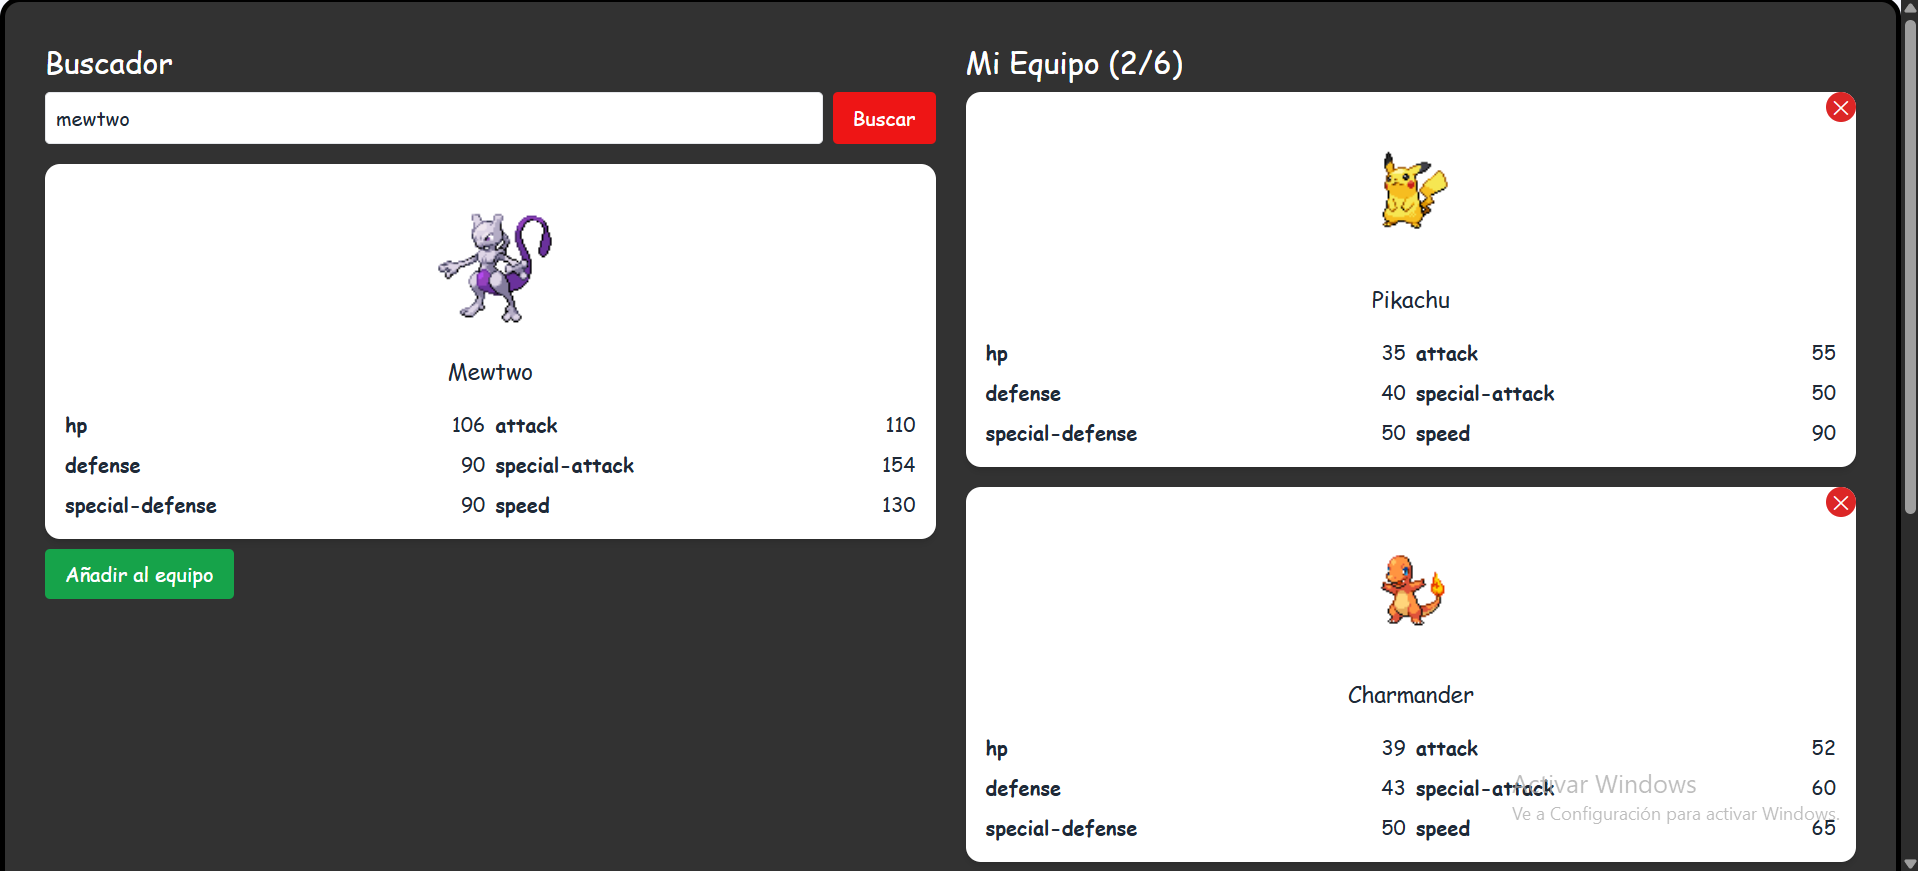 Buscador
mewtwo
Buscar
Mewtwo
hp 106 attack 110
defense 90 special-attack 154
special-defense 90 speed 130
Añadir al equipo
Mi Equipo (2/6)
Pikachu
hp 35 attack 55
defense 40 special-attack 50
special-defense 50 speed 90
Charmander
hp 39 attack 52
defense 43 special-attack 60
special-defense 50 speed 65
Activar Windows
Ve a Configuración para activar Windows.